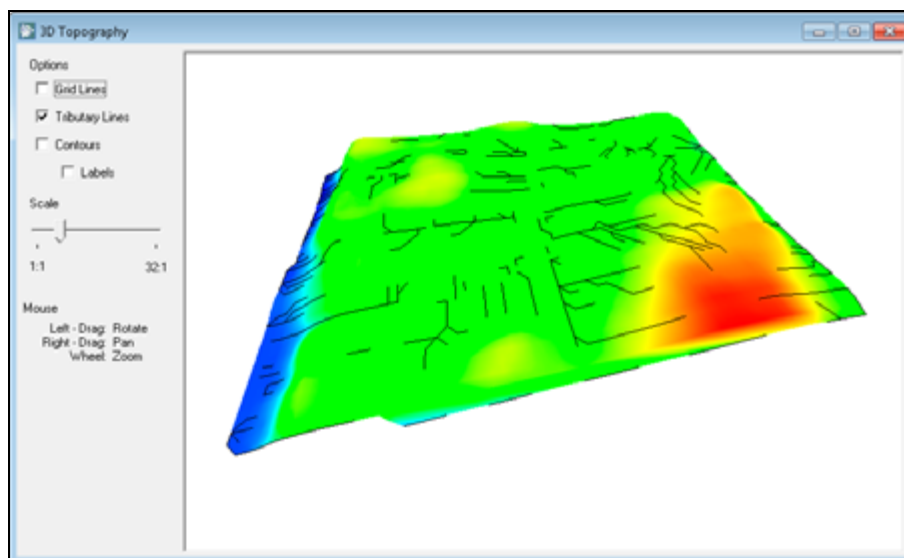 3D Topography
Options
Grid Lines
Tributary Lines
Contours
Labels
Scale
1:1 32:1
Mouse
Left - Drag: Rotate
Right - Drag: Pan
Wheel: Zoom